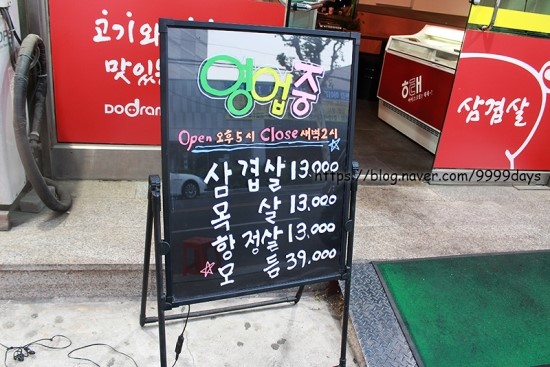 고기와
맛있는
DODRAM
영업중
Open 오후5시 Close 새벽2시
삼겹살 13,000
목살 13,000
항정살 13,000
모듬 39,000
해태
삼겹살
https://blog.naver.com/9999days